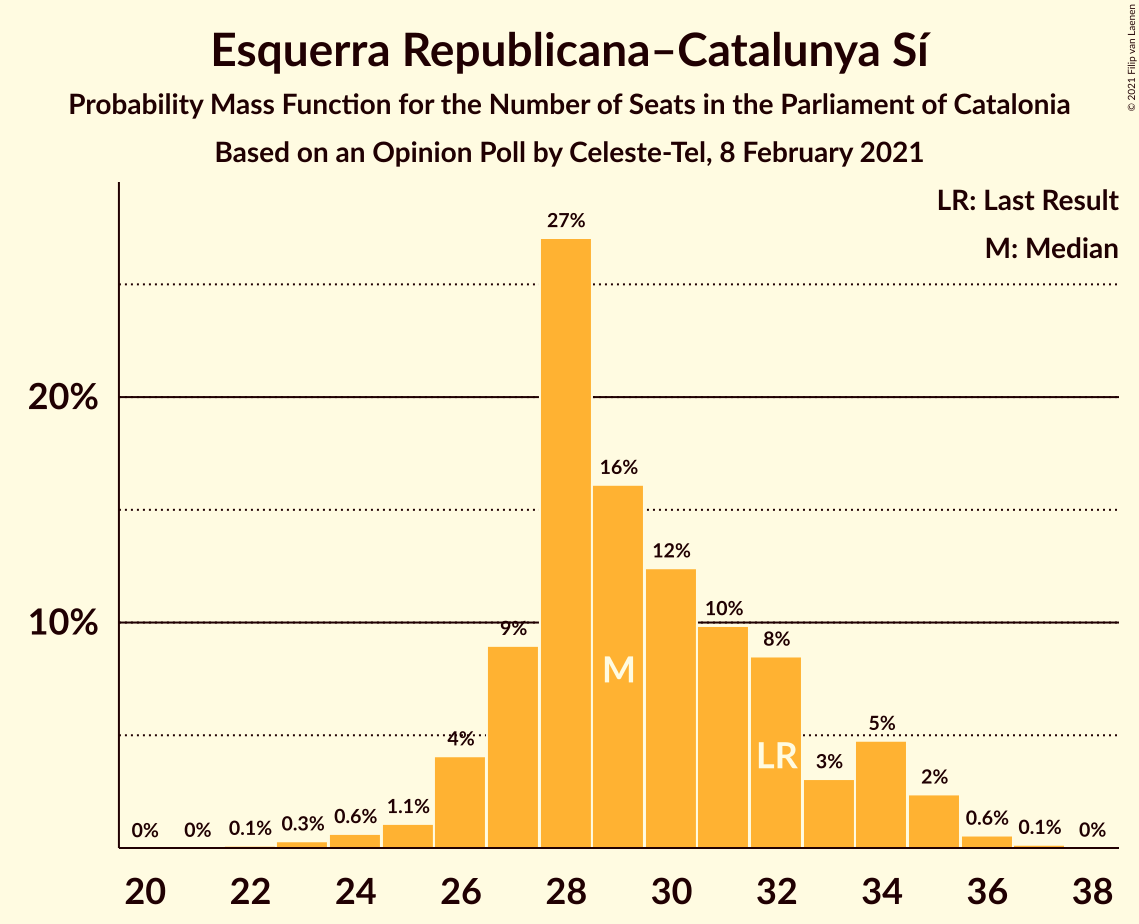 Esquerra Republicana–Catalunya Sí
Probability Mass Function for the Number of Seats in the Parliament of Catalonia
Based on an Opinion Poll by Celeste-Tel, 8 February 2021
© 2021 Filip van Laenen
LR: Last Result
M: Median
27%
20%
16%
12%
10%
10%
9%
8%
M
5%
4%
LR
3%
2%
0%
0%
0.1%
0.3%
0.6%
1.1%
0.6%
0.1%
0%
20 22 24 26 28 30 32 34 36 38